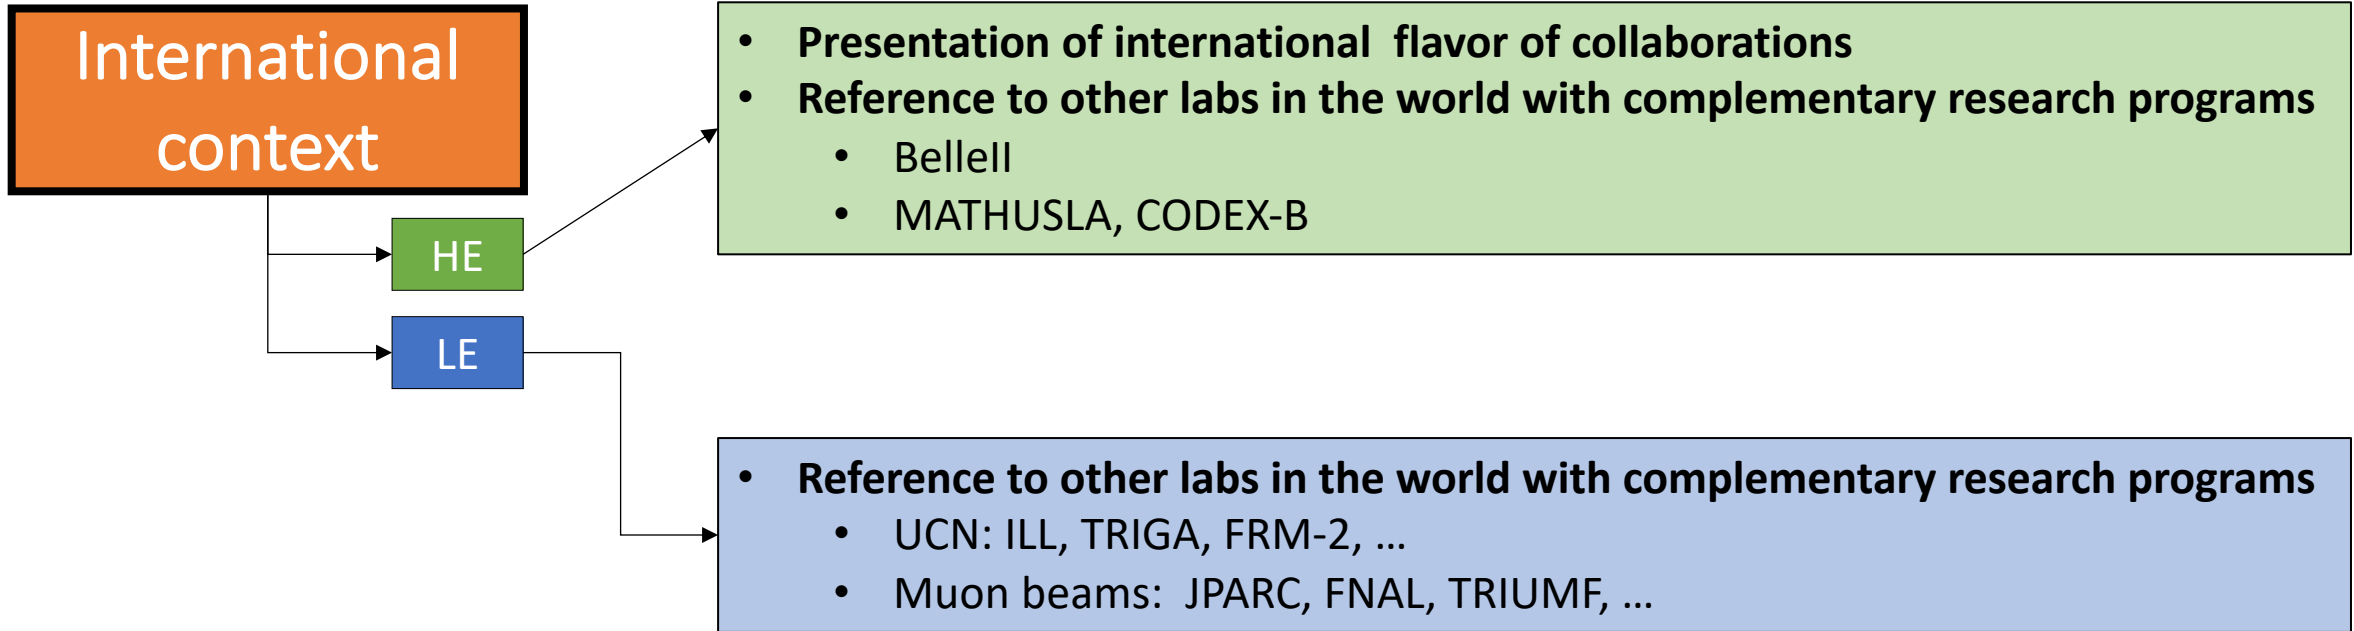 International
context
HE
LE
• Presentation of international  flavor of collaborations
• Reference to other labs in the world with complementary research programs
• BelleII
• MATHUSLA, CODEX-B
• Reference to other labs in the world with complementary research programs
• UCN: ILL, TRIGA, FRM-2, …
• Muon beams:  JPARC, FNAL, TRIUMF, …